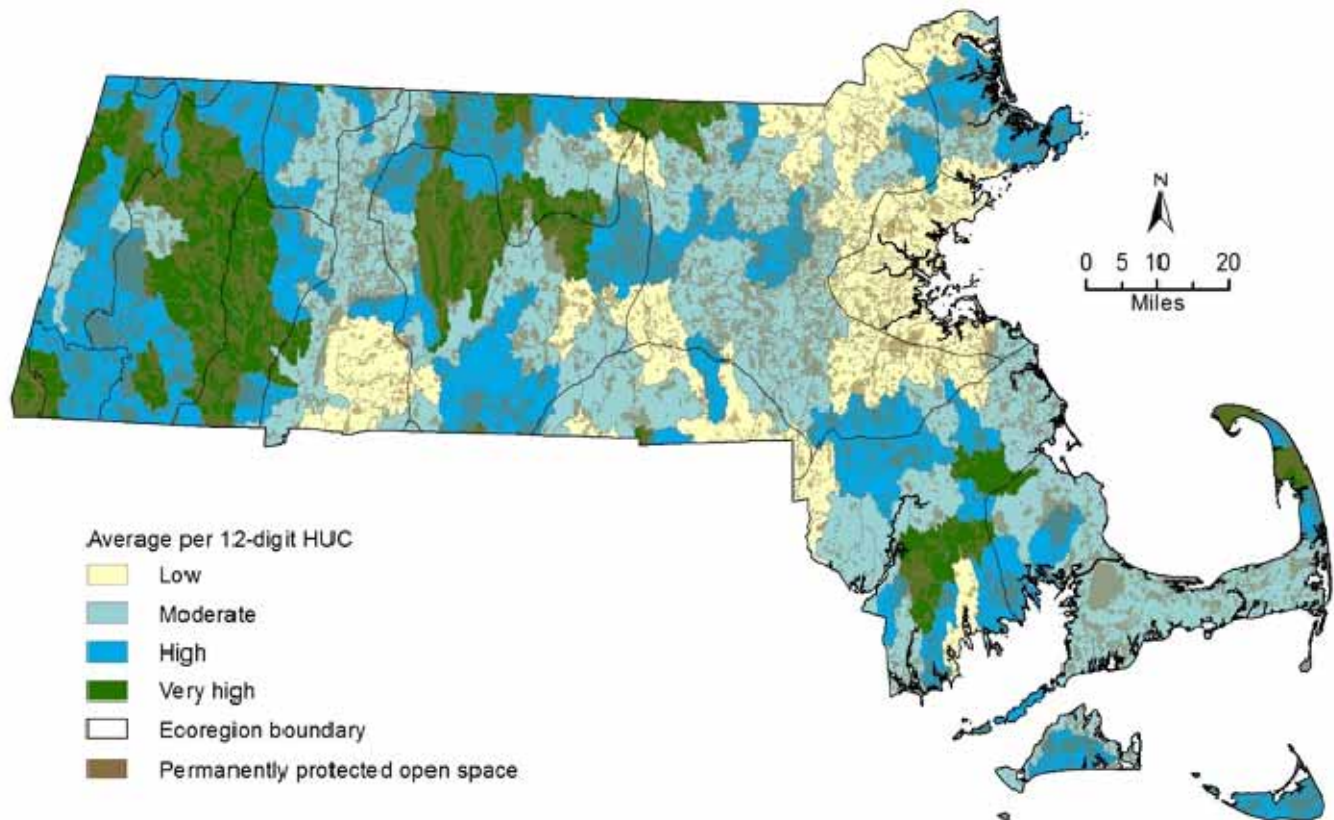 N
0 5 10 20
Miles
Average per 12-digit HUC
Low
Moderate
High
Very high
Ecoregion boundary
Permanently protected open space